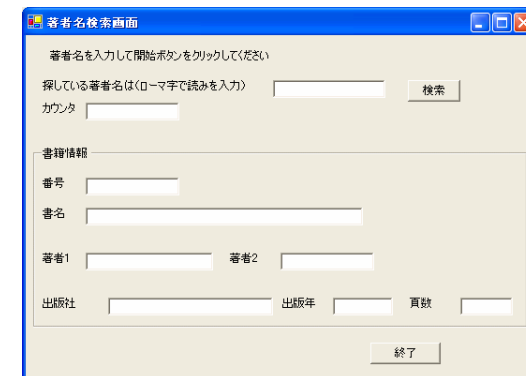 著者名検索画面
著者名を入力して開始ボタンをクリックしてください
探している著者名は(ローマ字で読みを入力)
検索
カウンタ
書籍情報
番号
書名
著者1 著者2
出版社 出版年 頁数
終了